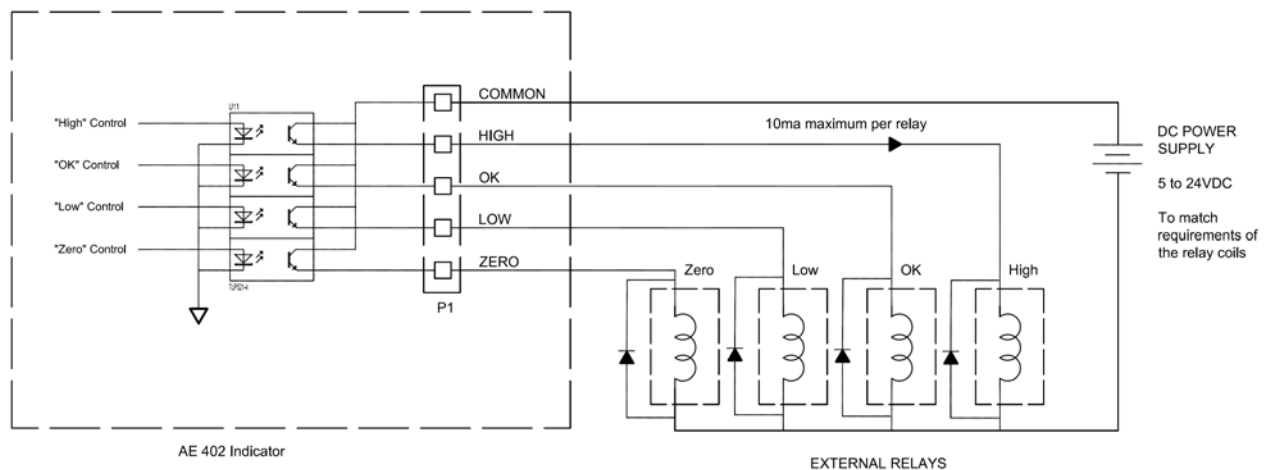 COMMON
U11
10ma maximum per relay
"High" Control
HIGH
DC POWER
SUPPLY
"OK" Control
OK
5 to 24VDC
"Low" Control
LOW
To match
requirements of
the relay coils
"Zero" Control
ZERO
Zero
Low
OK
High
P1
AE 402 Indicator
EXTERNAL RELAYS